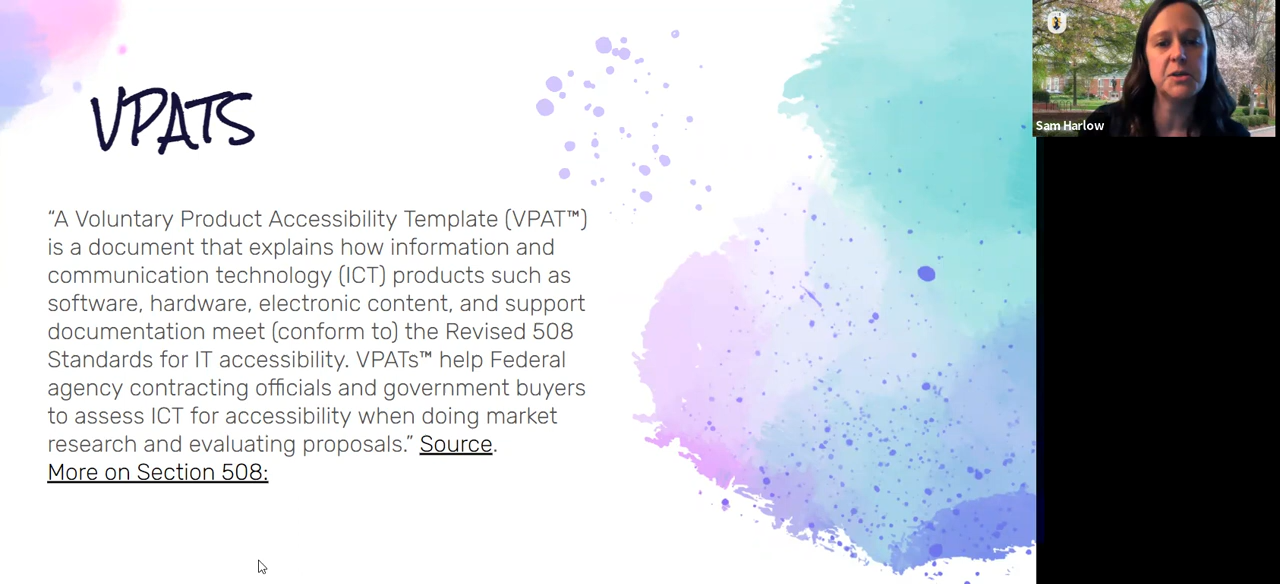 VPATS
“A Voluntary Product Accessibility Template (VPAT™)
is a document that explains how information and
communication technology (ICT) products such as
software, hardware, electronic content, and support
documentation meet (conform to) the Revised 508
Standards for IT accessibility. VPATs™ help Federal
agency contracting officials and government buyers
to assess ICT for accessibility when doing market
research and evaluating proposals.” Source.
More on Section 508:
Sam Harlow